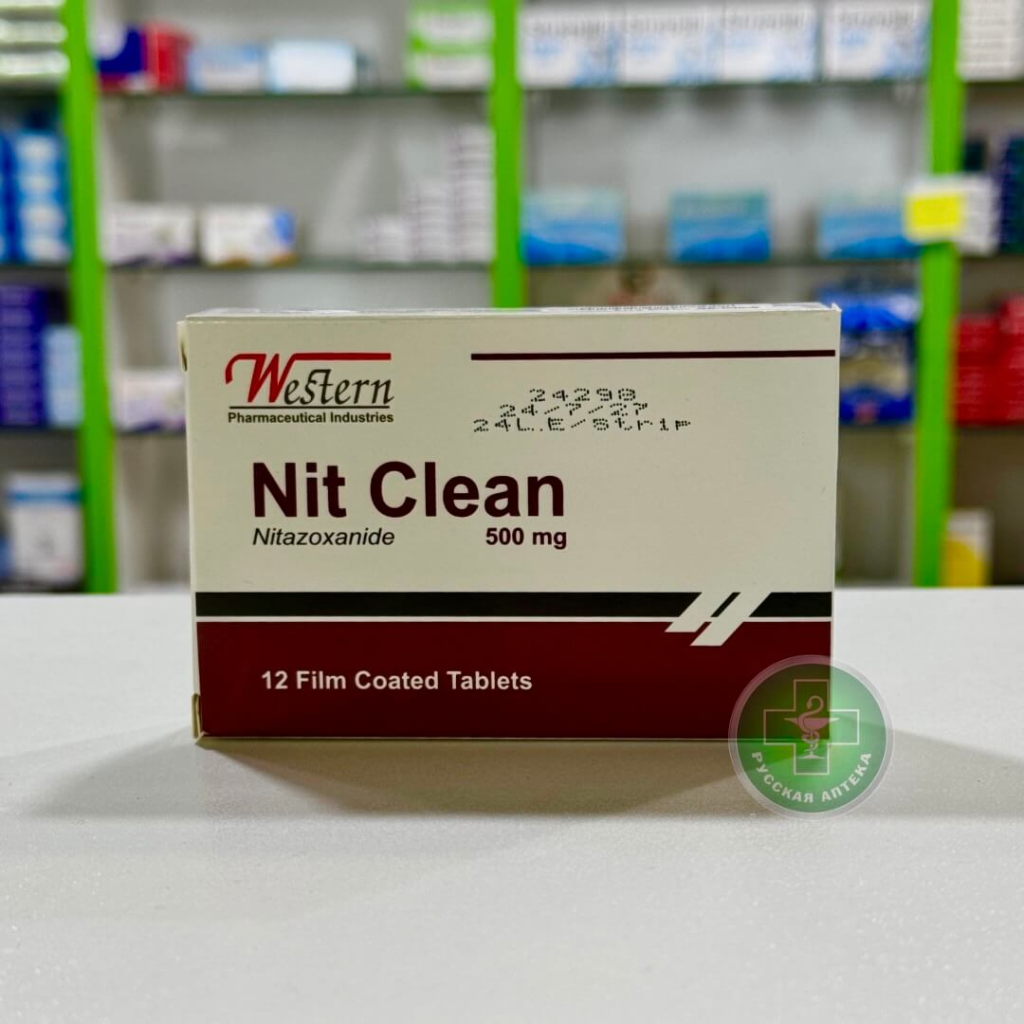 Western
Pharmaceutical Industries
24298
24/7/27
24L.E/Strip
Nit Clean
Nitazoxanide 500 mg
12 Film Coated Tablets
РУССКАЯ АПТЕКА